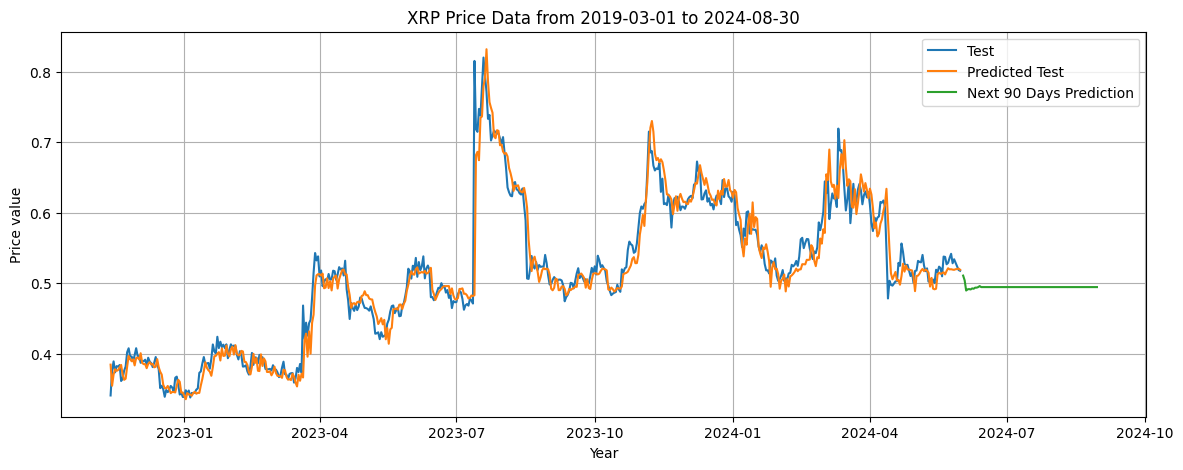 XRP Price Data from 2019-03-01 to 2024-08-30
Test
Predicted Test
Next 90 Days Prediction
Price value
0.8
0.7
0.6
0.5
0.4
2023-01 2023-04 2023-07 2023-10 2024-01 2024-04 2024-07 2024-10
Year